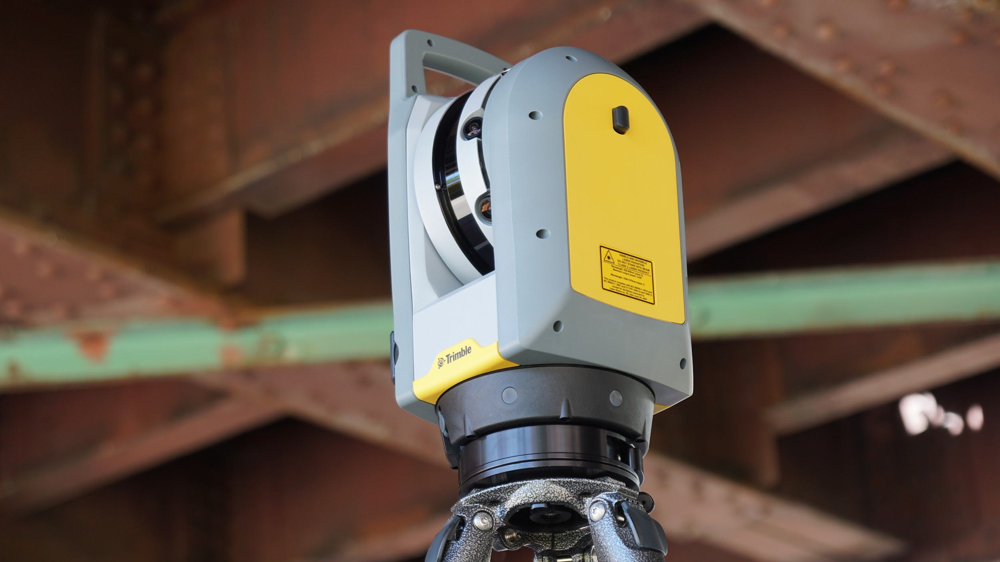 VISIBLE AND INVISIBLE
LASER RADIATION
DO NOT STARE INTO BEAM
CLASS 2 LASER PRODUCT
Wavelength: 620-650nm (class 2)
Maximum output power: 1mW
Wavelength: 1536-1570nm (class 1)
This product complies with IEC 60825-1: 2014 and
IEC 60825-1: 2007 and 21 CFR 1040.10 and 1040.11
except for deviations pursuant to
Laser Notice no. 50, date June 24, 2007
Trimble